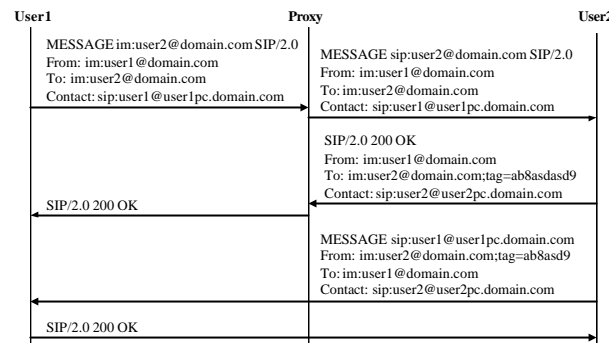 User1 Proxy User2
MESSAGE im:user2@domain.com SIP/2.0
From: im:user1@domain.com
To: im:user2@domain.com
Contact: sip:user1@user1pc.domain.com
MESSAGE sip:user2@domain.com SIP/2.0
From: im:user1@domain.com
To: im:user2@domain.com
Contact: sip:user1@user1pc.domain.com
SIP/2.0 200 OK
From: im:user1@domain.com
To: im:user2@domain.com;tag=ab8asdasd9
Contact: sip:user2@user2pc.domain.com
SIP/2.0 200 OK
MESSAGE sip:user1@user1pc.domain.com
From: im:user2@domain.com;tag=ab8asd9
To: im:user1@domain.com
Contact: sip:user2@user2pc.domain.com
SIP/2.0 200 OK